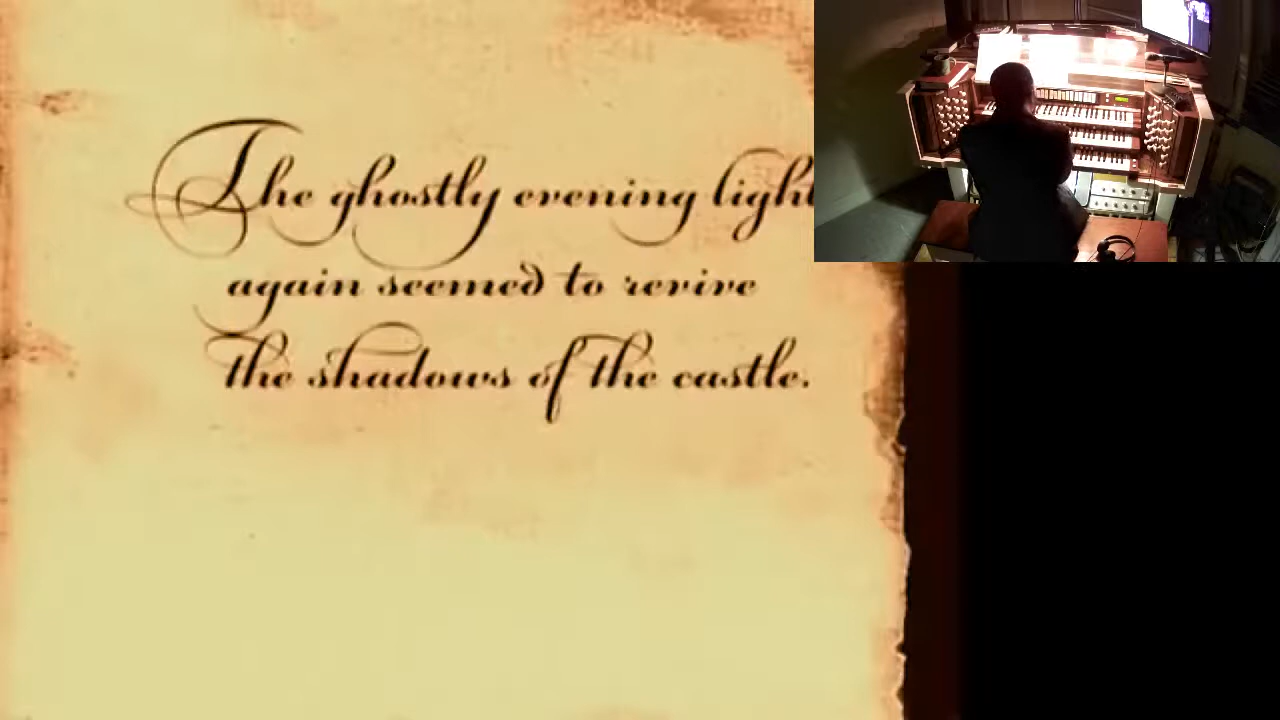 The ghostly evening light
again seemed to revive
the shadows of the castle.